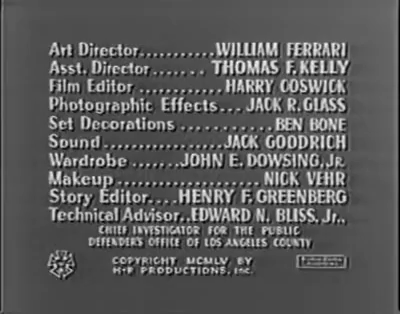 Art Director...........WILLIAM FERRARI
Asst. Director....... THOMAS F. KELLY
Film Editor ............HARRY COSWICK
Photographic Effects... JACK R. GLASS
Set Decorations ...........BEN BONE
Sound..................JACK GOODRICH
Wardrobe .......JOHN E. DOWSING, JR.
Makeup....................NICK VEHR
Story Editor....HENRY F. GREENBERG
Technical Advisor..EDWARD N. BLISS, Jr.,
CHIEF INVESTIGATOR FOR THE PUBLIC
DEFENDER'S OFFICE OF LOS ANGELES COUNTY
COPYRIGHT MCMLV BY
H-R PRODUCTIONS, INC.